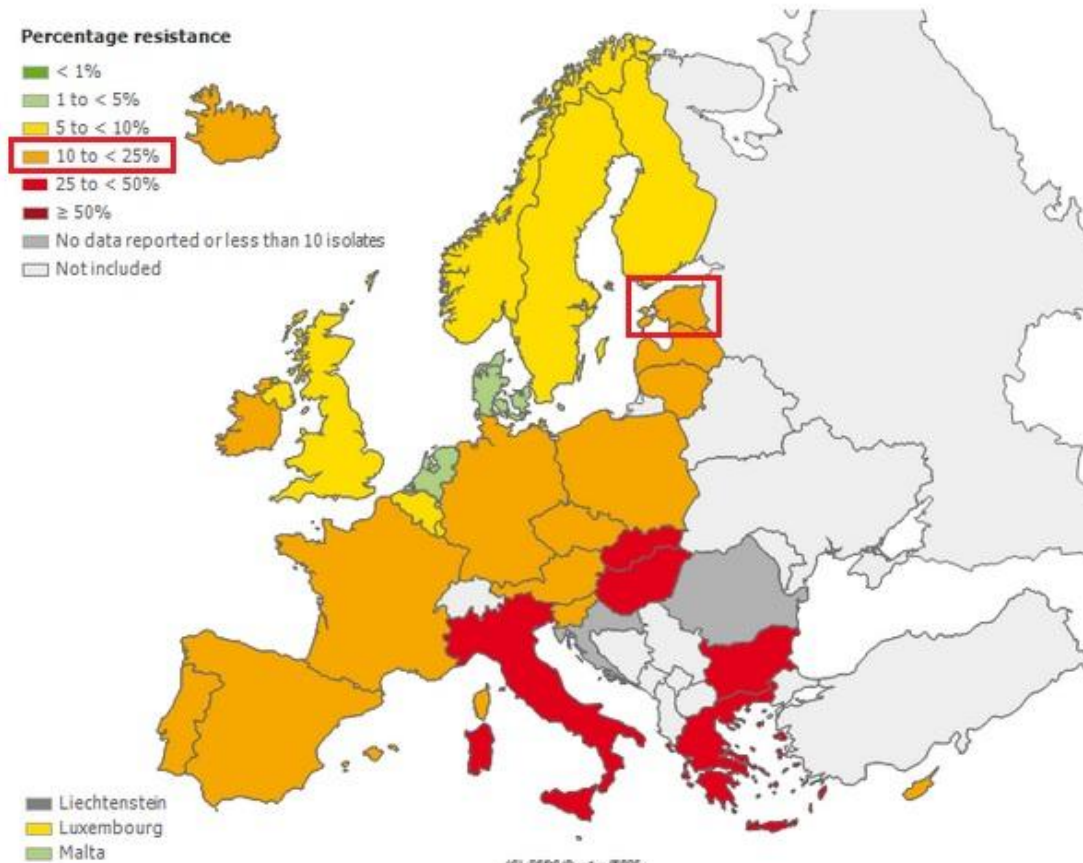 Percentage resistance
< 1%
1 to < 5%
5 to < 10%
10 to < 25%
25 to < 50%
≥ 50%
No data reported or less than 10 isolates
Not included
Liechtenstein
Luxembourg
Malta